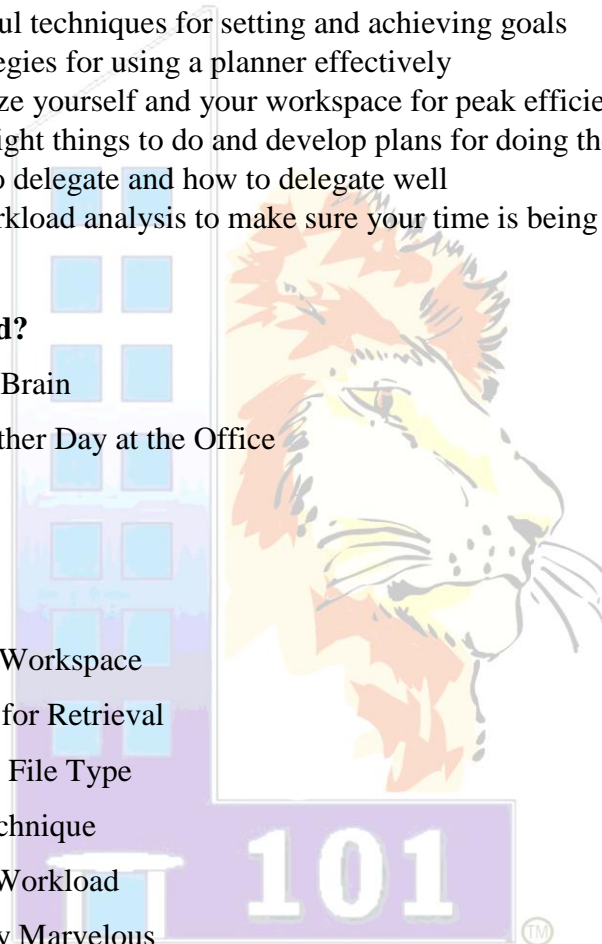 ul techniques for setting and achieving goals
egies for using a planner effectively
ze yourself and your workspace for peak efficie
ight things to do and develop plans for doing th
o delegate and how to delegate well
rkload analysis to make sure your time is being
d?
Brain
ther Day at the Office
Workspace
for Retrieval
File Type
chnique
Workload
y Marvelous
101
TM